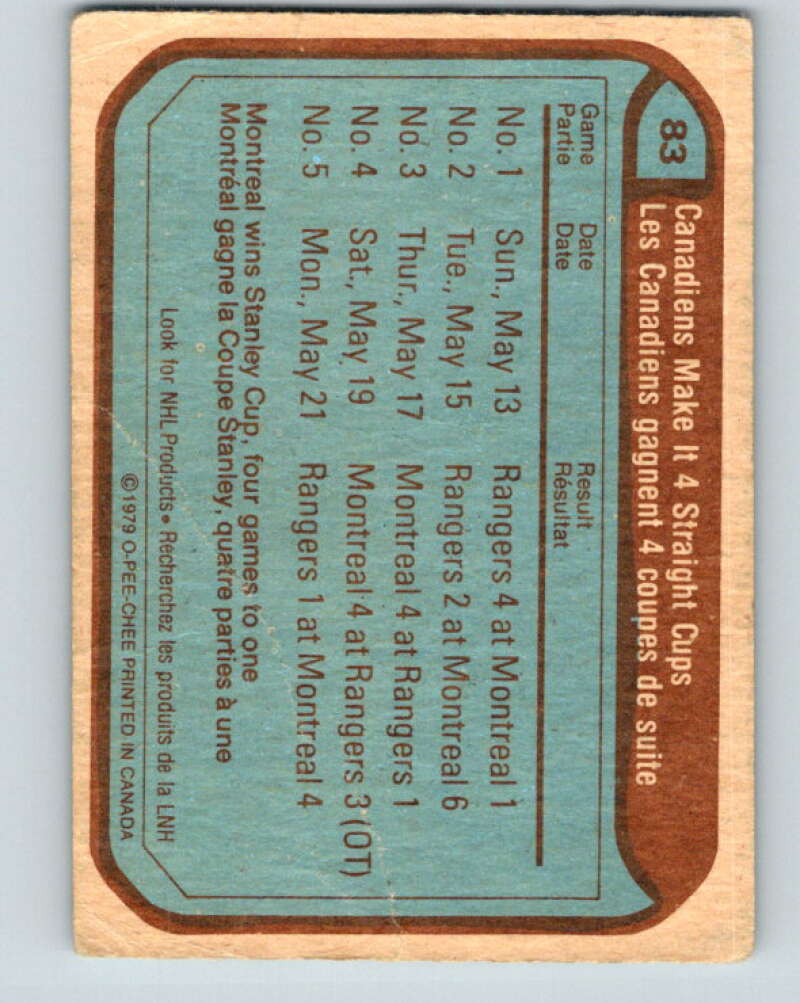 83
Canadiens Make It 4 Straight Cups
Les Canadiens gagnent 4 coupes de suite
Game Date Result
Partie Date Résultat
No. 1 Sun., May 13 Rangers 4 at Montreal 1
No. 2 Tue., May 15 Rangers 2 at Montreal 6
No. 3 Thur., May 17 Montreal 4 at Rangers 1
No. 4 Sat., May 19 Montreal 4 at Rangers 3 (OT)
No. 5 Mon., May 21 Rangers 1 at Montreal 4
Montreal wins Stanley Cup, four games to one
Montréal gagne la Coupe Stanley, quatre parties à une
Look for NHL Products • Recherchez les produits de la LNH
©1979 O-PEE-CHEE PRINTED IN CANADA